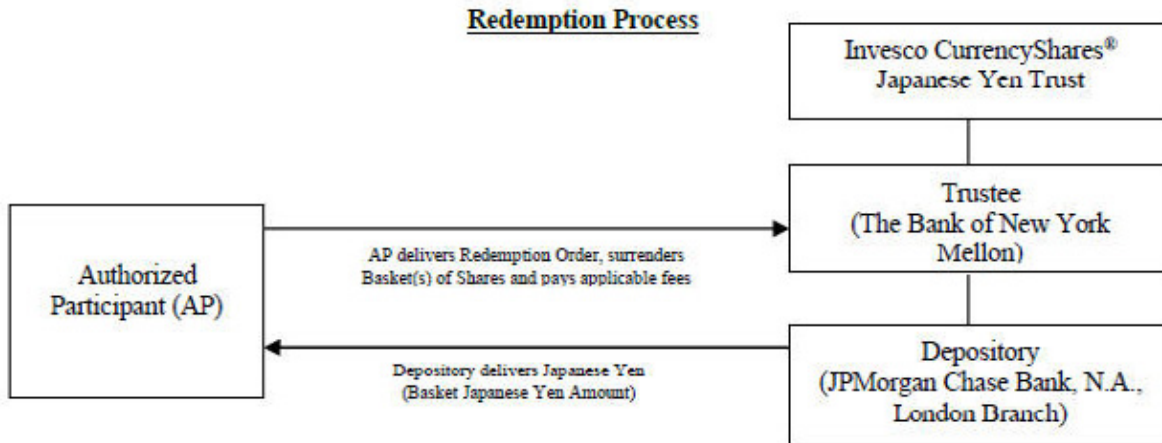 Redemption Process
Invesco CurrencyShares®
Japanese Yen Trust
Trustee
(The Bank of New York
Mellon)
Authorized
Participant (AP)
AP delivers Redemption Order, surrenders
Basket(s) of Shares and pays applicable fees
Depository delivers Japanese Yen
(Basket Japanese Yen Amount)
Depository
(JPMorgan Chase Bank, N.A.,
London Branch)